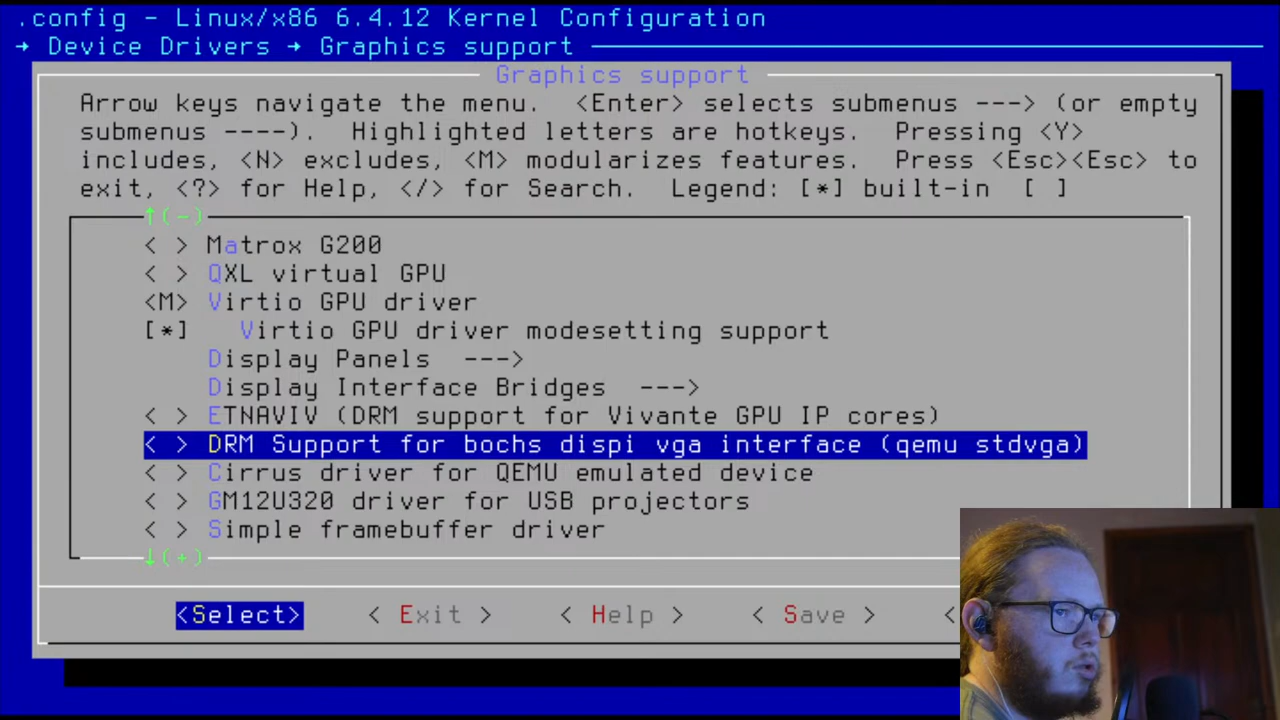 .config - Linux/x86 6.4.12 Kernel Configuration
→ Device Drivers → Graphics support
Graphics support
Arrow keys navigate the menu.  <Enter> selects submenus ---> (or empty
submenus ----).  Highlighted letters are hotkeys.  Pressing <Y>
includes, <N> excludes, <M> modularizes features.  Press <Esc><Esc> to
exit, <?> for Help, </> for Search.  Legend: [*] built-in  [ ]
↑(-)
< > Matrox G200
< > QXL virtual GPU
<M> Virtio GPU driver
[*]   Virtio GPU driver modesetting support
Display Panels  --->
Display Interface Bridges  --->
< > ETNAVIV (DRM support for Vivante GPU IP cores)
< > DRM Support for bochs dispi vga interface (qemu stdvga)
< > Cirrus driver for QEMU emulated device
< > GM12U320 driver for USB projectors
< > Simple framebuffer driver
↓(+)
<Select>    < Exit >    < Help >    < Save >    <